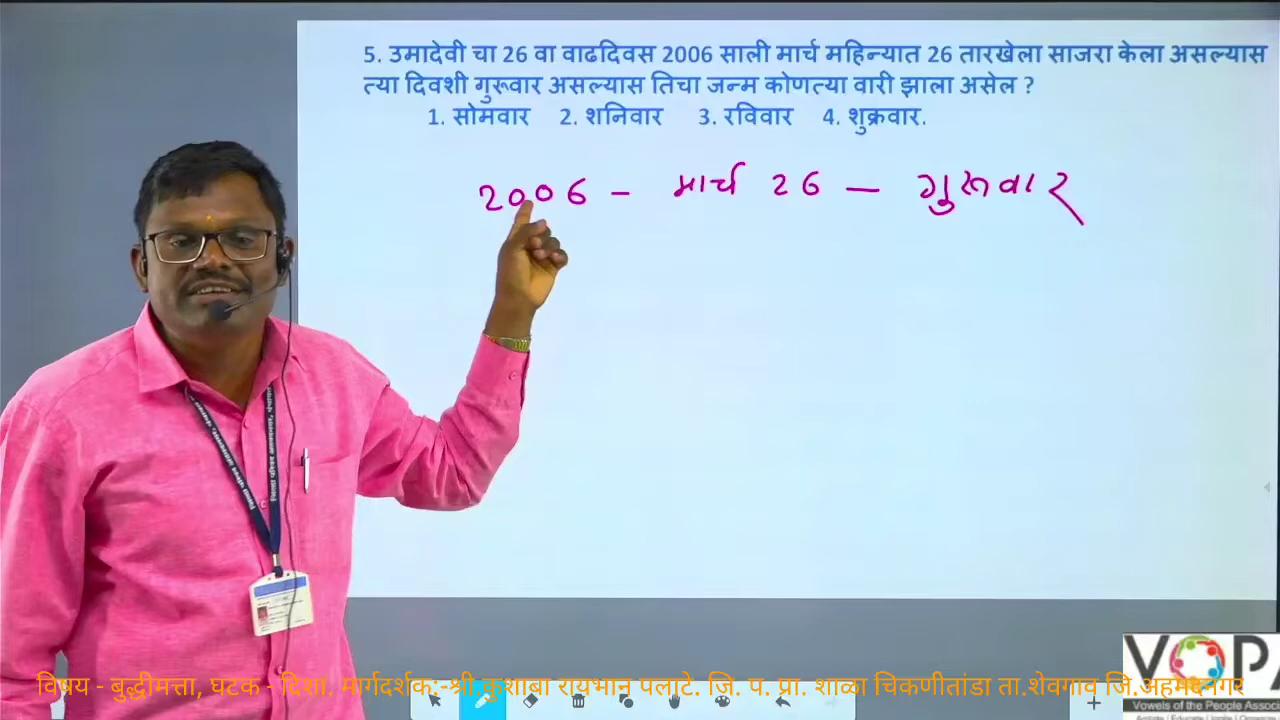 5. उमादेवी चा 26 वा वाढदिवस 2006 साली मार्च महिन्यात 26 तारखेला साजरा केला असल्यास
त्या दिवशी गुरूवार असल्यास तिचा जन्म कोणत्या वारी झाला असेल ?
1. सोमवार 2. शनिवार 3. रविवार 4. शुक्रवार.
2006 – मार्च 26 – गुरूवार
VOPA
Vowels of the People Assoc
विषय - बुद्धीमत्ता, घटक - दिशा. मार्गदर्शक:-श्री.कुशाबा रायभान पलाटे. जि. प. प्रा. शाळा चिकणीतांडा ता.शेवगाव जि.अहमदनगर